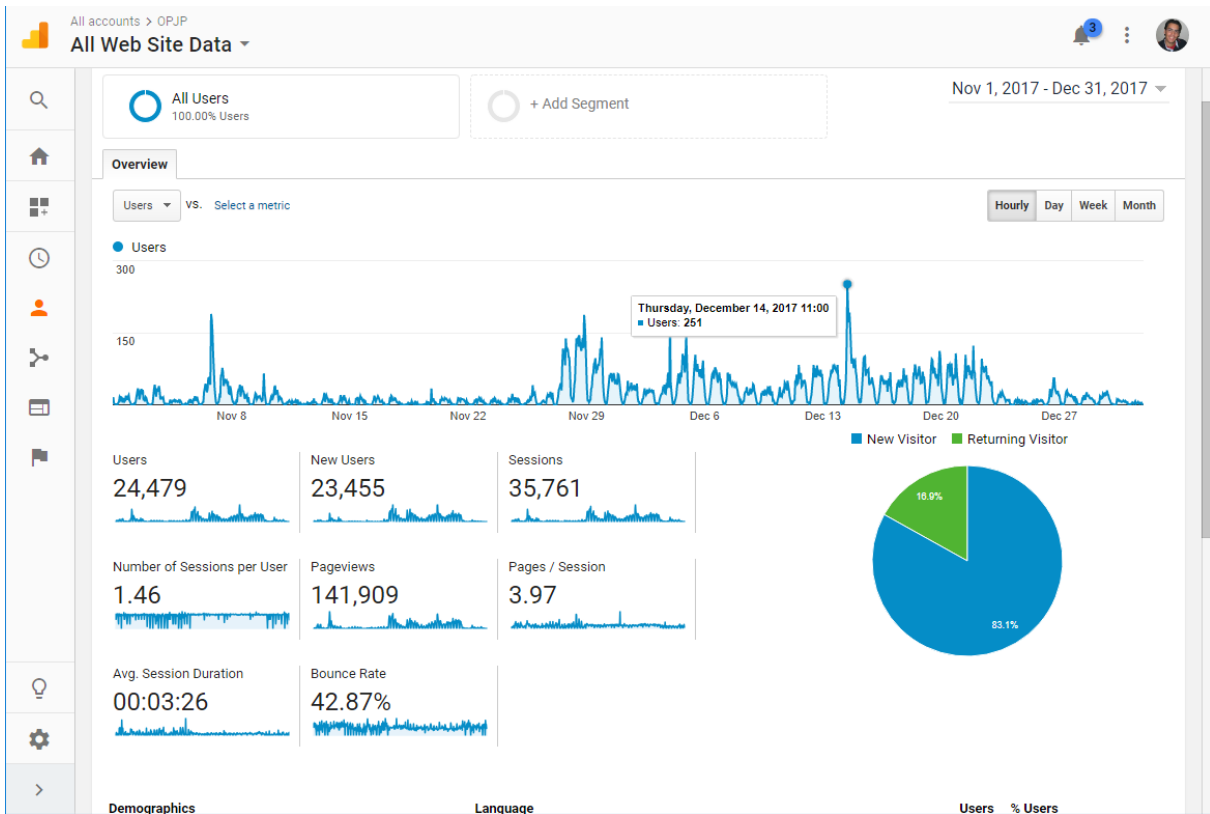 All accounts > OPJP
All Web Site Data
3
All Users
100.00% Users
+ Add Segment
Nov 1, 2017 - Dec 31, 2017
Overview
Users VS. Select a metric
Hourly Day Week Month
Users
300
150
Thursday, December 14, 2017 11:00
Users: 251
Nov 8 Nov 15 Nov 22 Nov 29 Dec 6 Dec 13 Dec 20 Dec 27
New Visitor Returning Visitor
Users New Users Sessions
24,479 23,455 35,761
16.9%
Number of Sessions per User Pageviews Pages / Session
1.46 141,909 3.97
83.1%
Avg. Session Duration Bounce Rate
00:03:26 42.87%
Demographics Language Users % Users